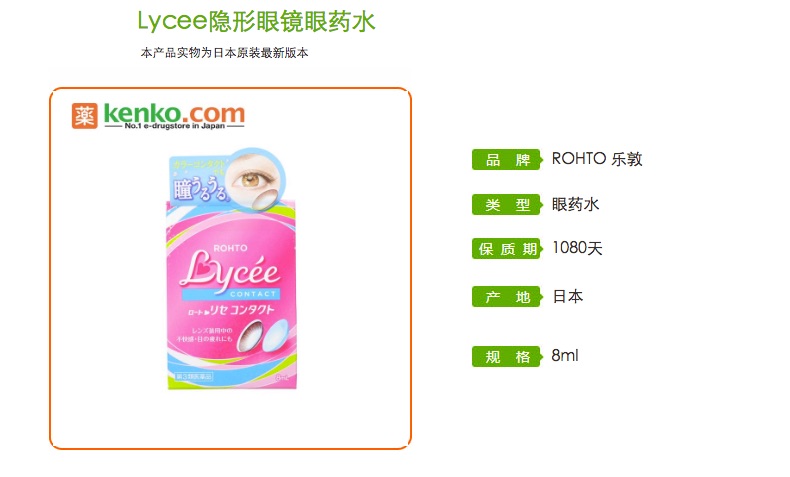 Lycee隐形眼镜眼药水
本产品实物为日本原装最新版本
薬 kenko.com
No.1 e-drugstore in Japan
カラーコンタクト
瞳うるうる
ROHTO
Lycée
CONTACT
ロート リセ コンタクト
レンズ装用中の
不快感・目の疲れにも
第3類医薬品
8mL
品 牌 ROHTO 乐敦
类 型 眼药水
保 质 期 1080天
产 地 日本
规 格 8ml